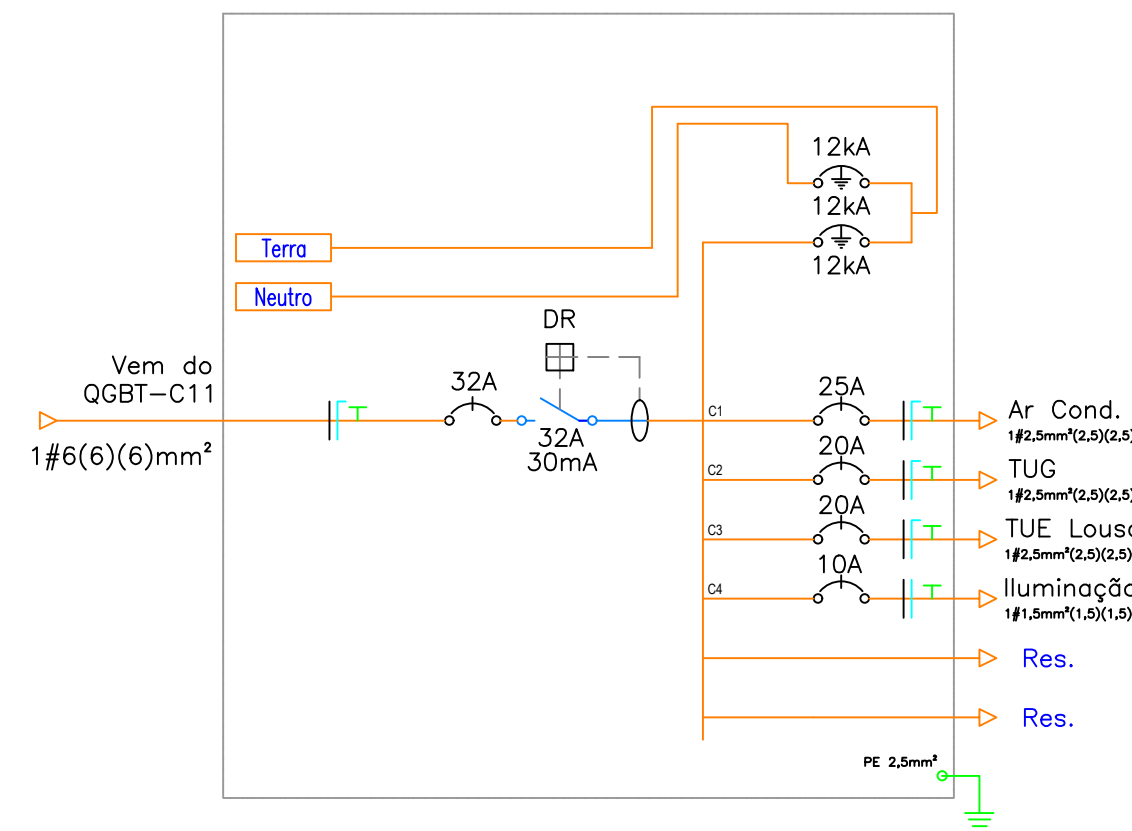 12kA
12kA
12kA
Terra
Neutro
DR
Vem do
QGBT-C11
1#6(6)(6)mm²
32A
32A
30mA
C1
25A
Ar Cond.
1#2,5mm²(2,5)(2,5)
C2
20A
TUG
1#2,5mm²(2,5)(2,5)
C3
20A
TUE Lousa
1#2,5mm²(2,5)(2,5)
C4
10A
Iluminação
1#1,5mm²(1,5)(1,5)
Res.
Res.
PE 2,5mm²